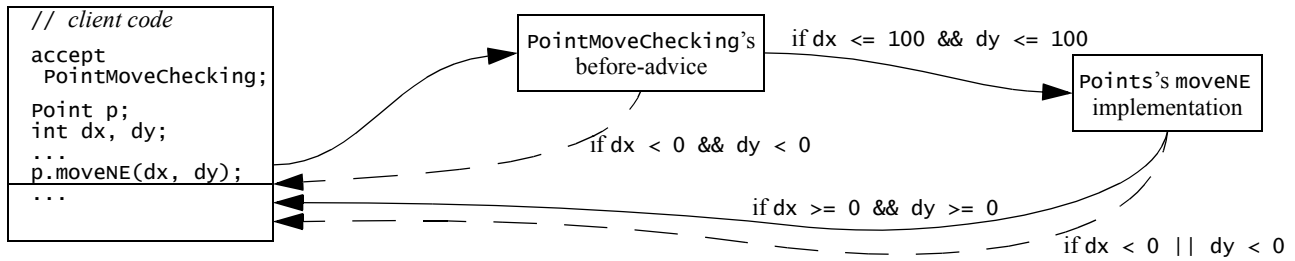 // client code
accept
PointMoveChecking;
Point p;
int dx, dy;
...
p.moveNE(dx, dy);
...
PointMoveChecking's
before-advice
if dx <= 100 && dy <= 100
Points's moveNE
implementation
if dx < 0 && dy < 0
if dx >= 0 && dy >= 0
if dx < 0 || dy < 0